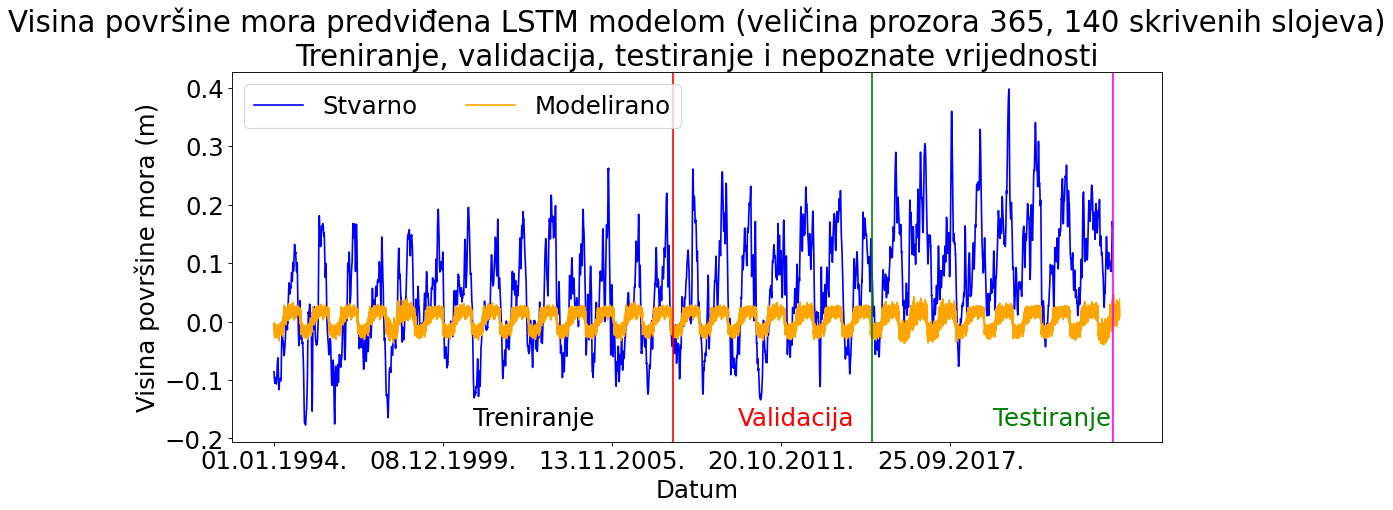 Visina površine mora predviđena LSTM modelom (veličina prozora 365, 140 skrivenih slojeva)
Treniranje, validacija, testiranje i nepoznate vrijednosti
Stvarno Modelirano
Visina površine mora (m)
0.4
0.3
0.2
0.1
0.0
−0.1
−0.2
Treniranje Validacija Testiranje
01.01.1994. 08.12.1999. 13.11.2005. 20.10.2011. 25.09.2017.
Datum